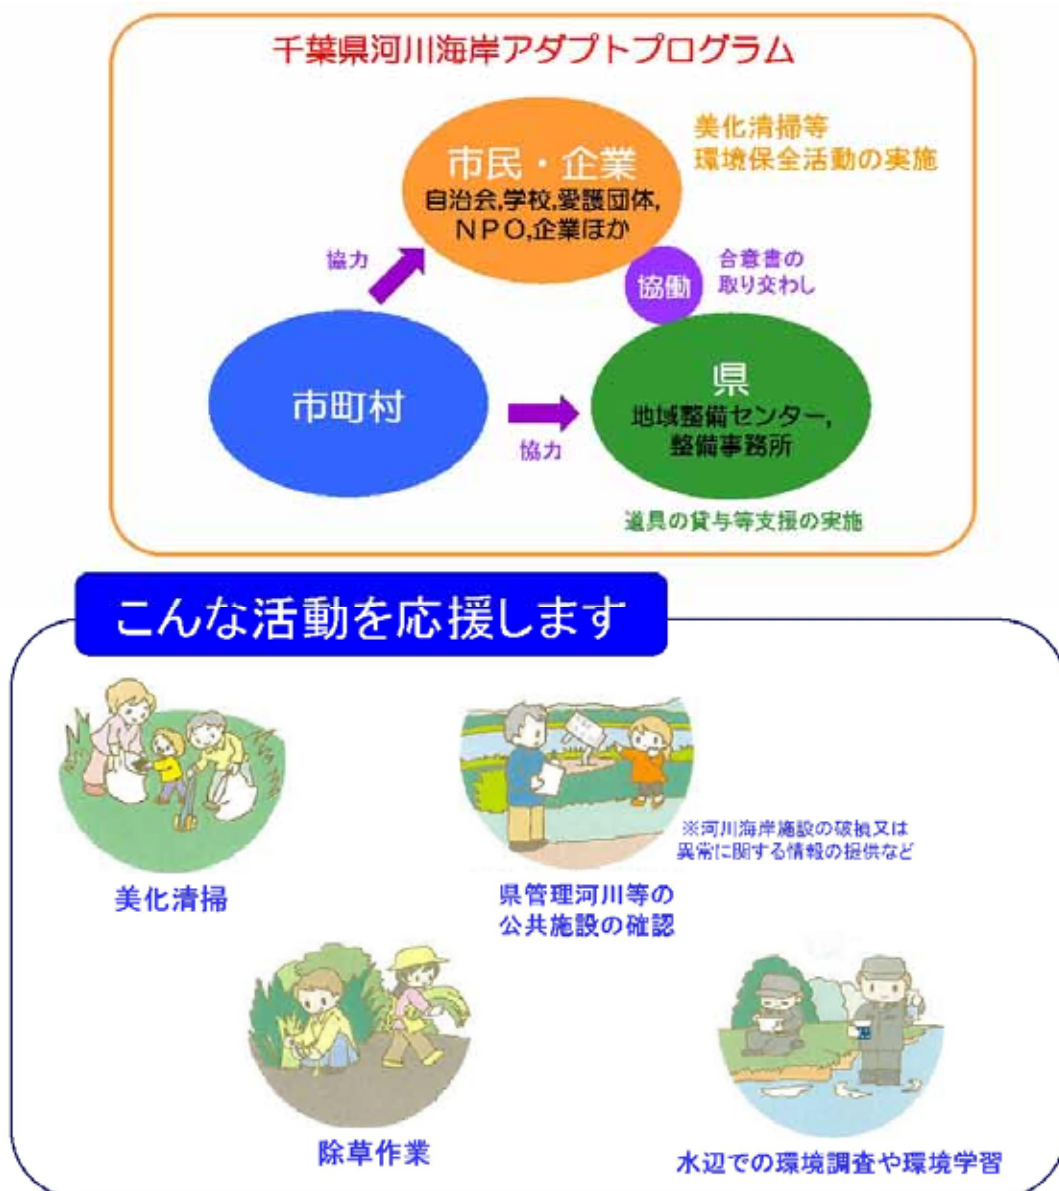 千葉県河川海岸アダプトプログラム
市民・企業
自治会,学校,愛護団体,
NPO,企業ほか
美化清掃等
環境保全活動の実施
協力
協働
合意書の
取り交わし
市町村
協力
県
地域整備センター,
整備事務所
道具の貸与等支援の実施
こんな活動を応援します
美化清掃
県管理河川等の
公共施設の確認
※河川海岸施設の破損又は
異常に関する情報の提供など
除草作業
水辺での環境調査や環境学習